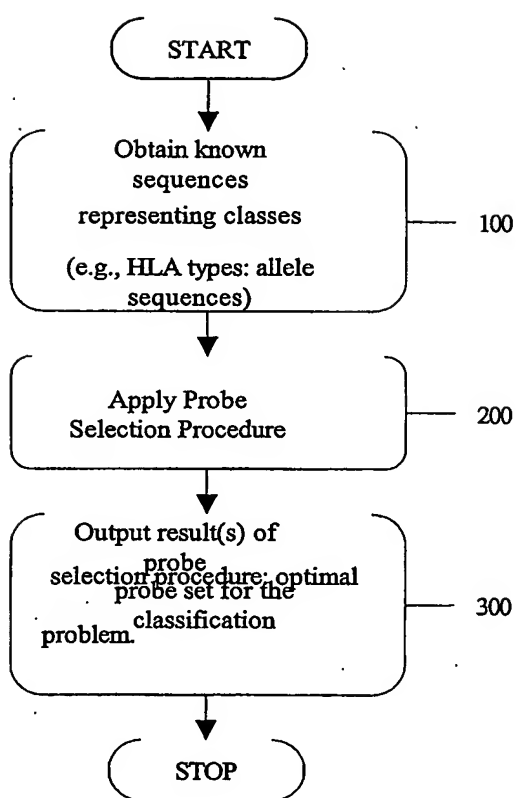 START
Obtain known
sequences
representing classes
(e.g., HLA types: allele
sequences)
100
Apply Probe
Selection Procedure
200
Output result(s) of
probe
selection procedure: optimal
probe set for the
classification
problem.
300
STOP